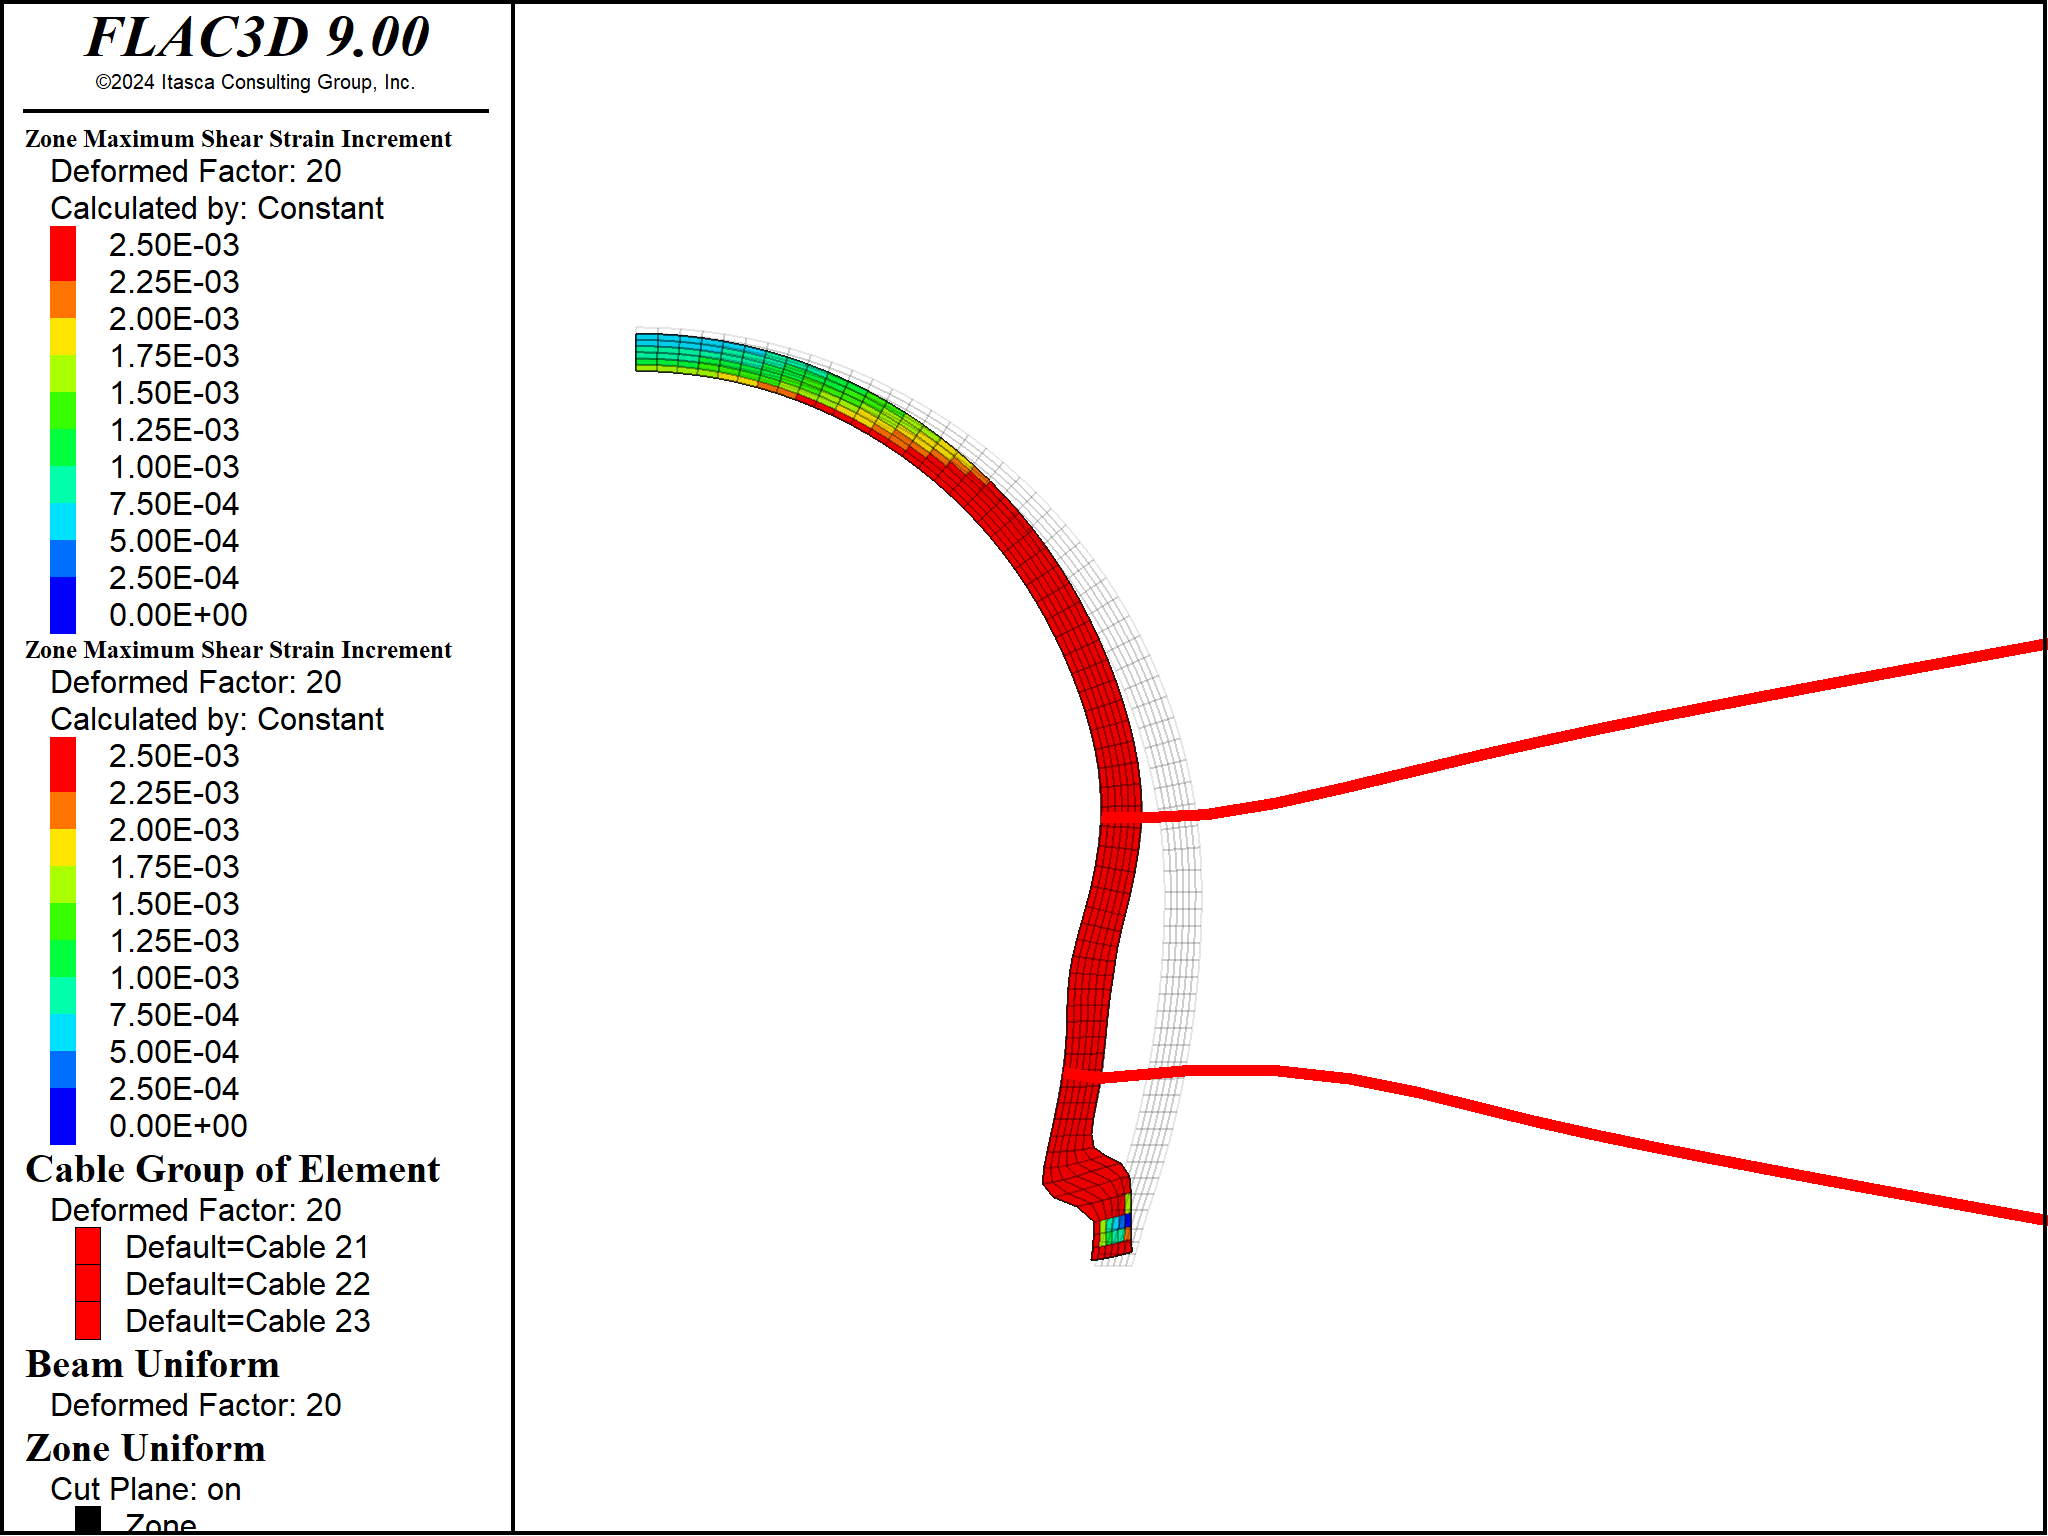 FLAC3D 9.00
©2024 Itasca Consulting Group, Inc.
Zone Maximum Shear Strain Increment
Deformed Factor: 20
Calculated by: Constant
2.50E-03
2.25E-03
2.00E-03
1.75E-03
1.50E-03
1.25E-03
1.00E-03
7.50E-04
5.00E-04
2.50E-04
0.00E+00
Zone Maximum Shear Strain Increment
Deformed Factor: 20
Calculated by: Constant
2.50E-03
2.25E-03
2.00E-03
1.75E-03
1.50E-03
1.25E-03
1.00E-03
7.50E-04
5.00E-04
2.50E-04
0.00E+00
Cable Group of Element
Deformed Factor: 20
Default=Cable 21
Default=Cable 22
Default=Cable 23
Beam Uniform
Deformed Factor: 20
Zone Uniform
Cut Plane: on
Zone